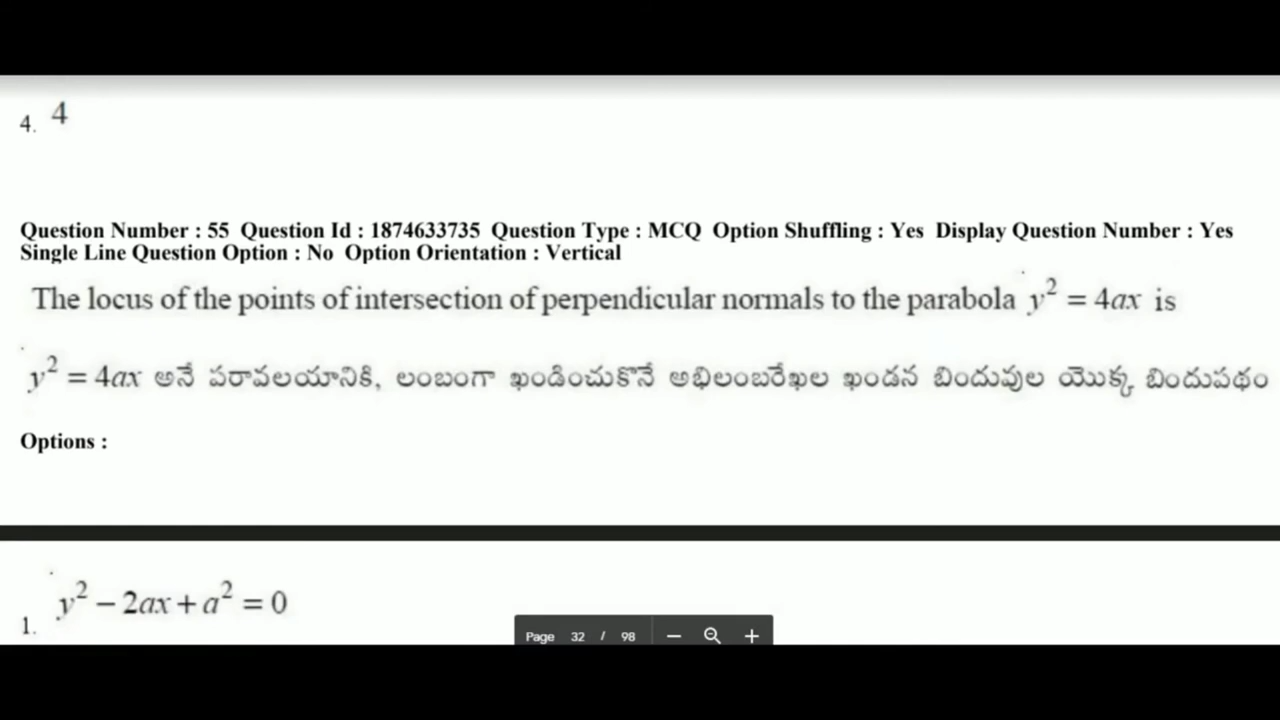 4. 4
Question Number : 55 Question Id : 1874633735 Question Type : MCQ Option Shuffling : Yes Display Question Number : Yes
Single Line Question Option : No Option Orientation : Vertical
The locus of the points of intersection of perpendicular normals to the parabola y² = 4ax is
y² = 4ax అనే పరావలయానికి, లంబంగా ఖండించుకొనే అభిలంబరేఖల ఖండన బిందువుల యొక్క బిందుపథం
Options :
1. y² − 2ax + a² = 0
Page 32 / 98